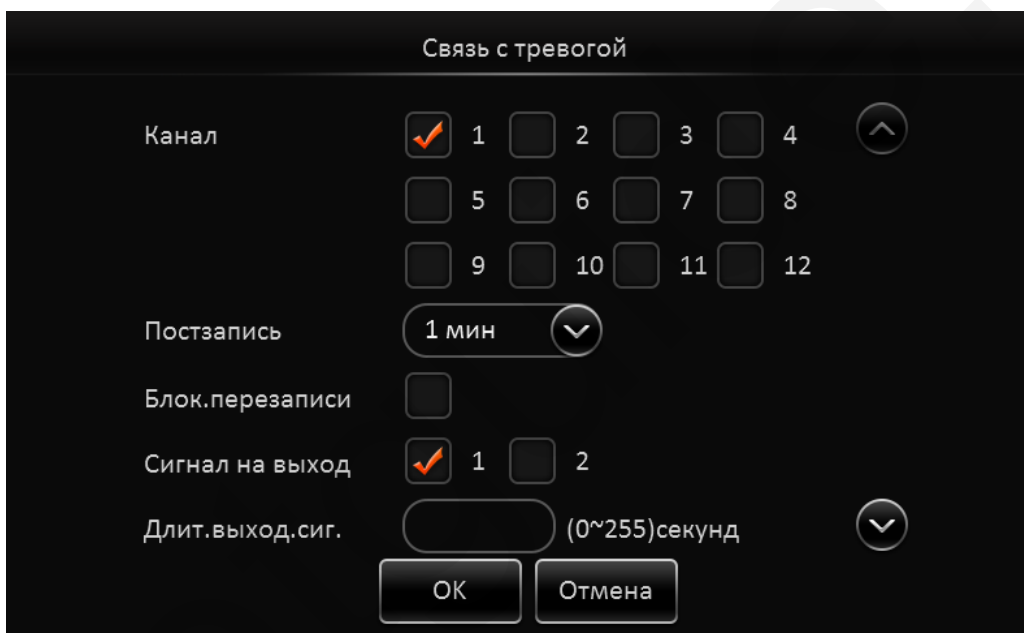 Связь с тревогой
Канал 1 2 3 4
5 6 7 8
9 10 11 12
Постзапись 1 мин
Блок.перезаписи
Сигнал на выход 1 2
Длит.выход.сиг. (0~255)секунд
OK Отмена